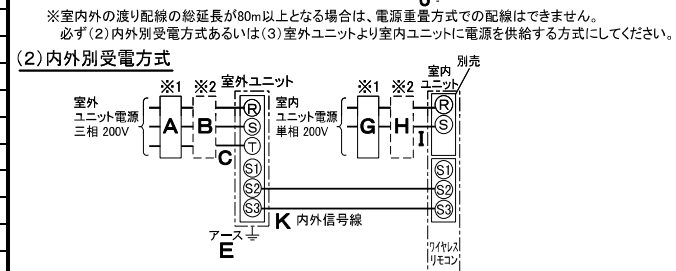 ※室内外の渡り配線の総延長が80m以上となる場合は、電源重畳方式での配線はできません。
必ず(2)内外別受電方式あるいは(3)室外ユニットより室内ユニットに電源を供給する方式にしてください。
(2)内外別受電方式
※1 ※2 室外ユニット
室外
ユニット電源
三相 200V
A B C
R
S
T
S1
S2
S3
アース
E
K 内外信号線
※1 ※2 室内
ユニット
別売
室内
ユニット電源
単相 200V
G H I
R
S
S1
S2
S3
ワイヤレス
リモコン